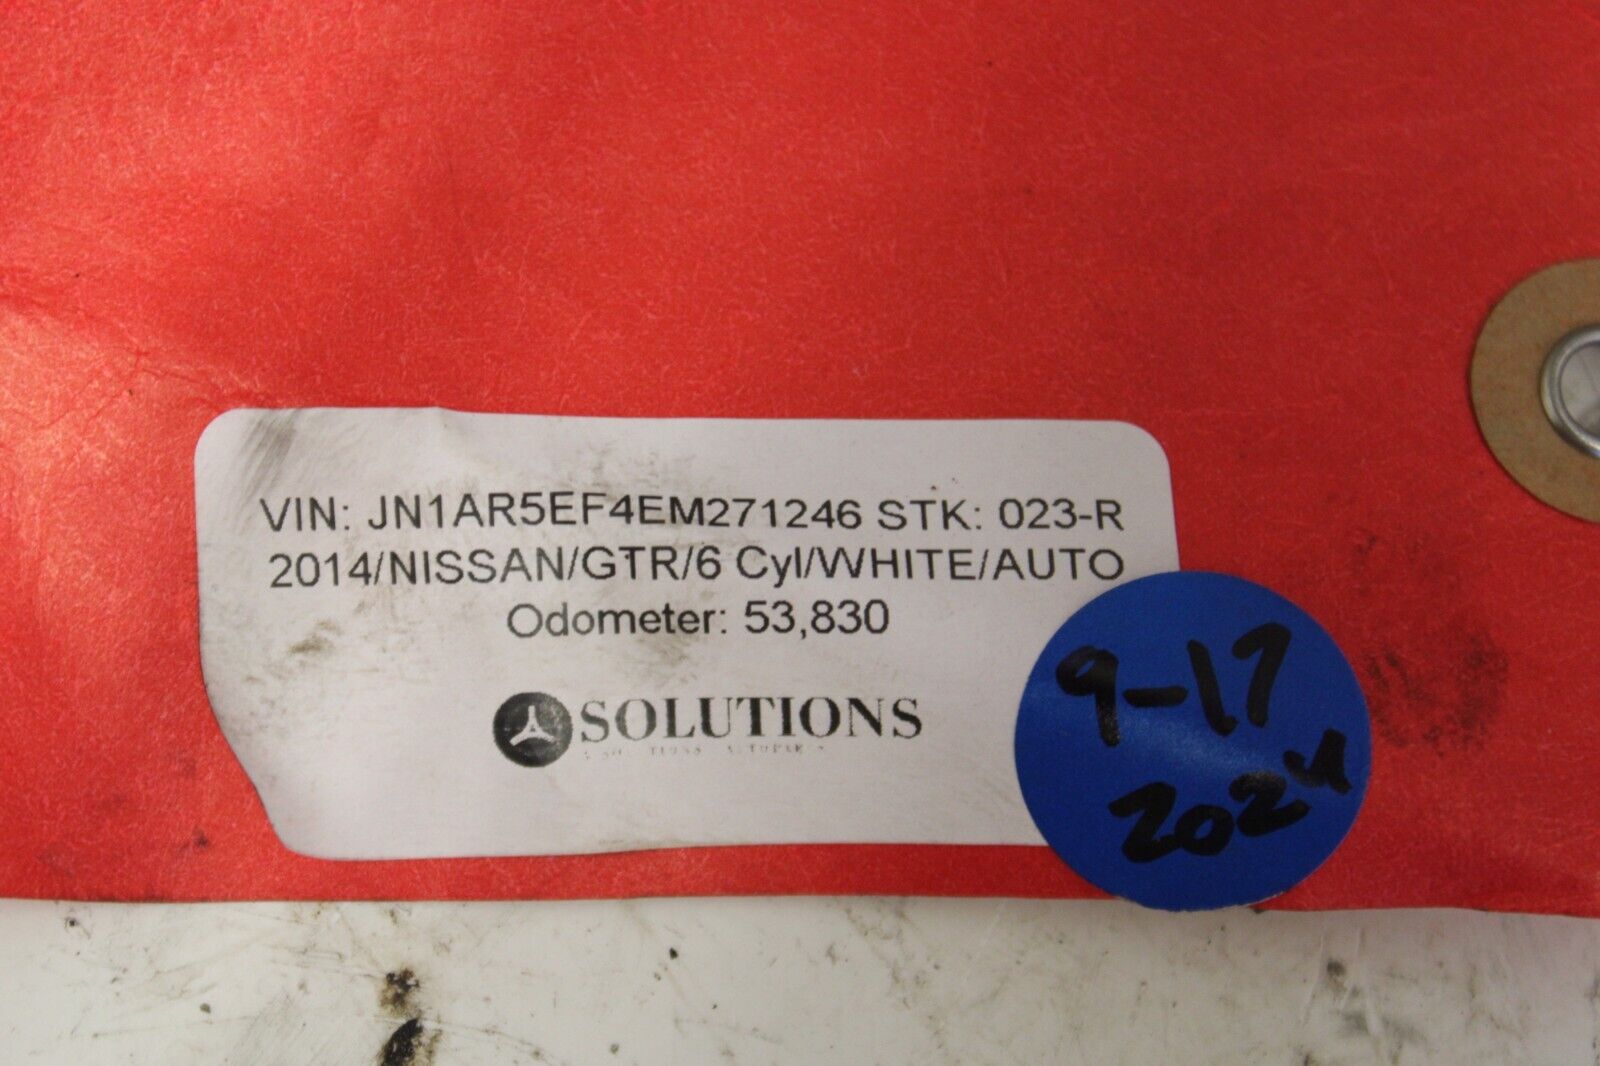 VIN: JN1AR5EF4EM271246 STK: 023-R
2014/NISSAN/GTR/6 Cyl/WHITE/AUTO
Odometer: 53,830
SOLUTIONS
9-17
2024